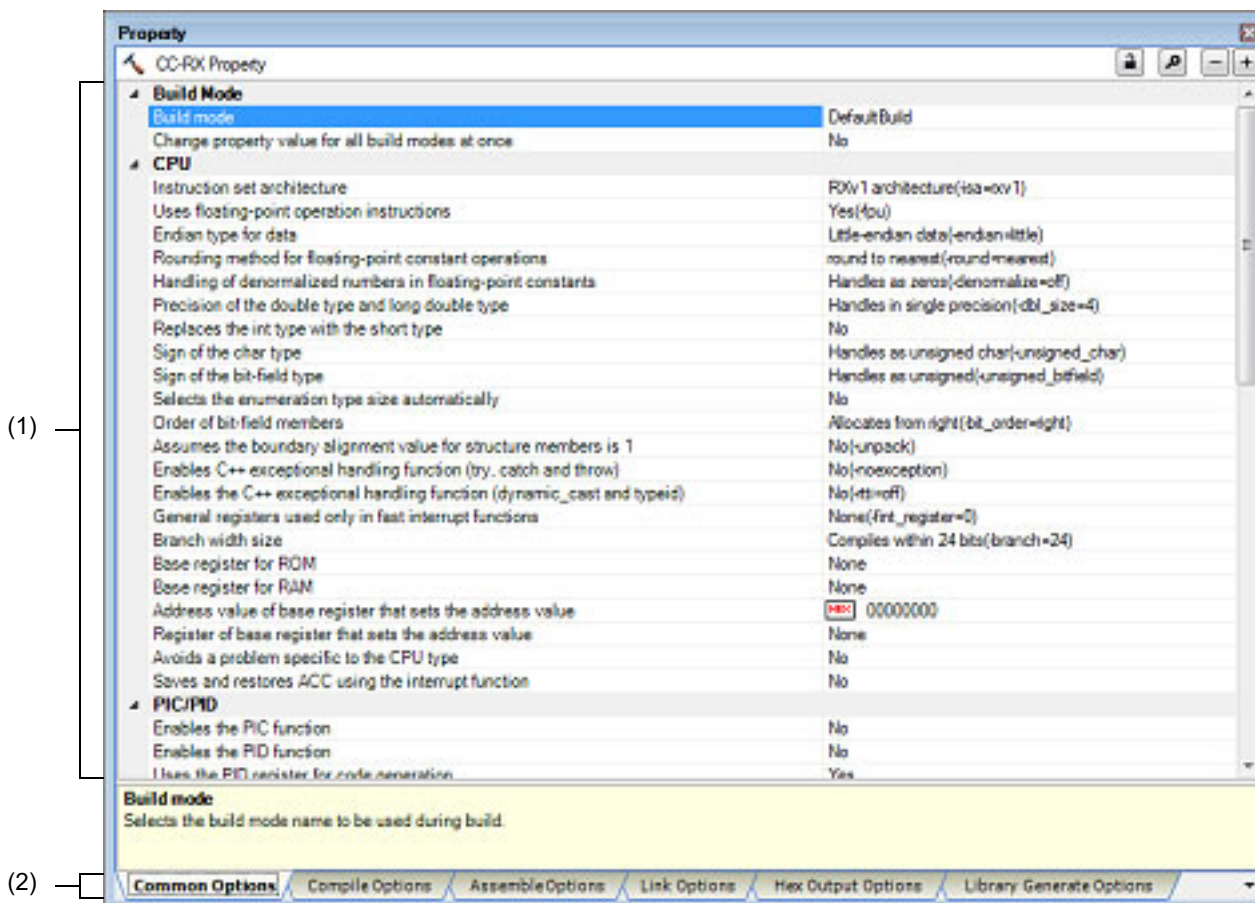 Property
CC-RX Property
Build Mode
Build mode DefaultBuild
Change property value for all build modes at once No
CPU
Instruction set architecture RXv1 architecture(-isa=rxv1)
Uses floating-point operation instructions Yes(-fpu)
Endian type for data Little-endian data(-endian=little)
Rounding method for floating-point constant operations round to nearest(-round=nearest)
Handling of denormalized numbers in floating-point constants Handles as zeros(-denormalize=off)
Precision of the double type and long double type Handles in single precision(-dbl_size=4)
Replaces the int type with the short type No
Sign of the char type Handles as unsigned char(-unsigned_char)
Sign of the bit-field type Handles as unsigned(-unsigned_bitfield)
Selects the enumeration type size automatically No
Order of bit-field members Allocates from right(-bit_order=right)
Assumes the boundary alignment value for structure members is 1 No(-unpack)
Enables C++ exceptional handling function (try, catch and throw) No(-noexception)
Enables the C++ exceptional handling function (dynamic_cast and typeid) No(-rtti=off)
General registers used only in fast interrupt functions None(-fint_register=0)
Branch width size Compiles within 24 bits(-branch=24)
Base register for ROM None
Base register for RAM None
Address value of base register that sets the address value HEX 00000000
Register of base register that sets the address value None
Avoids a problem specific to the CPU type No
Saves and restores ACC using the interrupt function No
PIC/PID
Enables the PIC function No
Enables the PID function No
Uses the PID register for code generation Yes
(1)
Build mode
Selects the build mode name to be used during build.
(2)
Common Options Compile Options Assemble Options Link Options Hex Output Options Library Generate Options